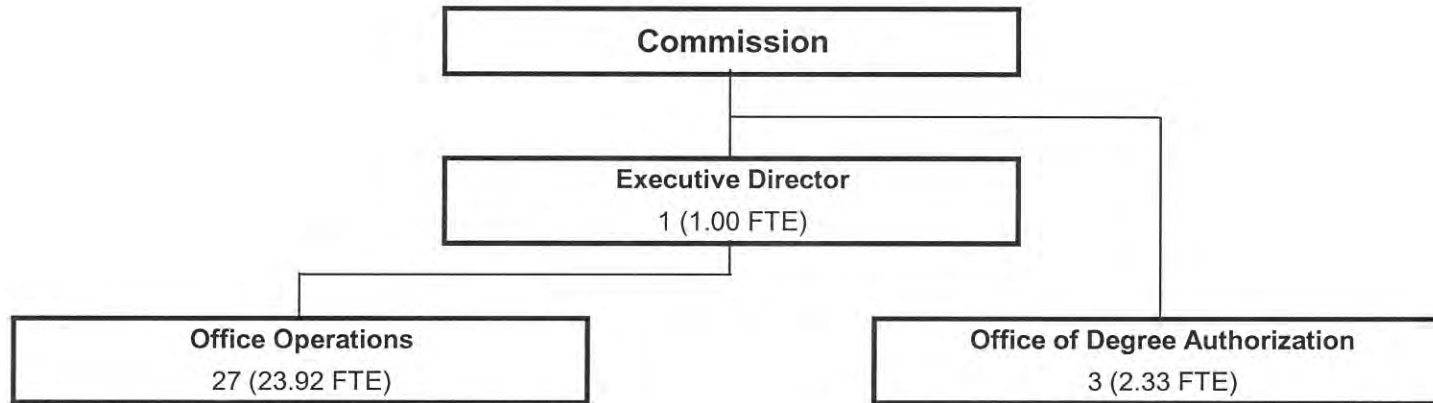 Commission
Executive Director
1 (1.00 FTE)
Office Operations
27 (23.92 FTE)
Office of Degree Authorization
3 (2.33 FTE)